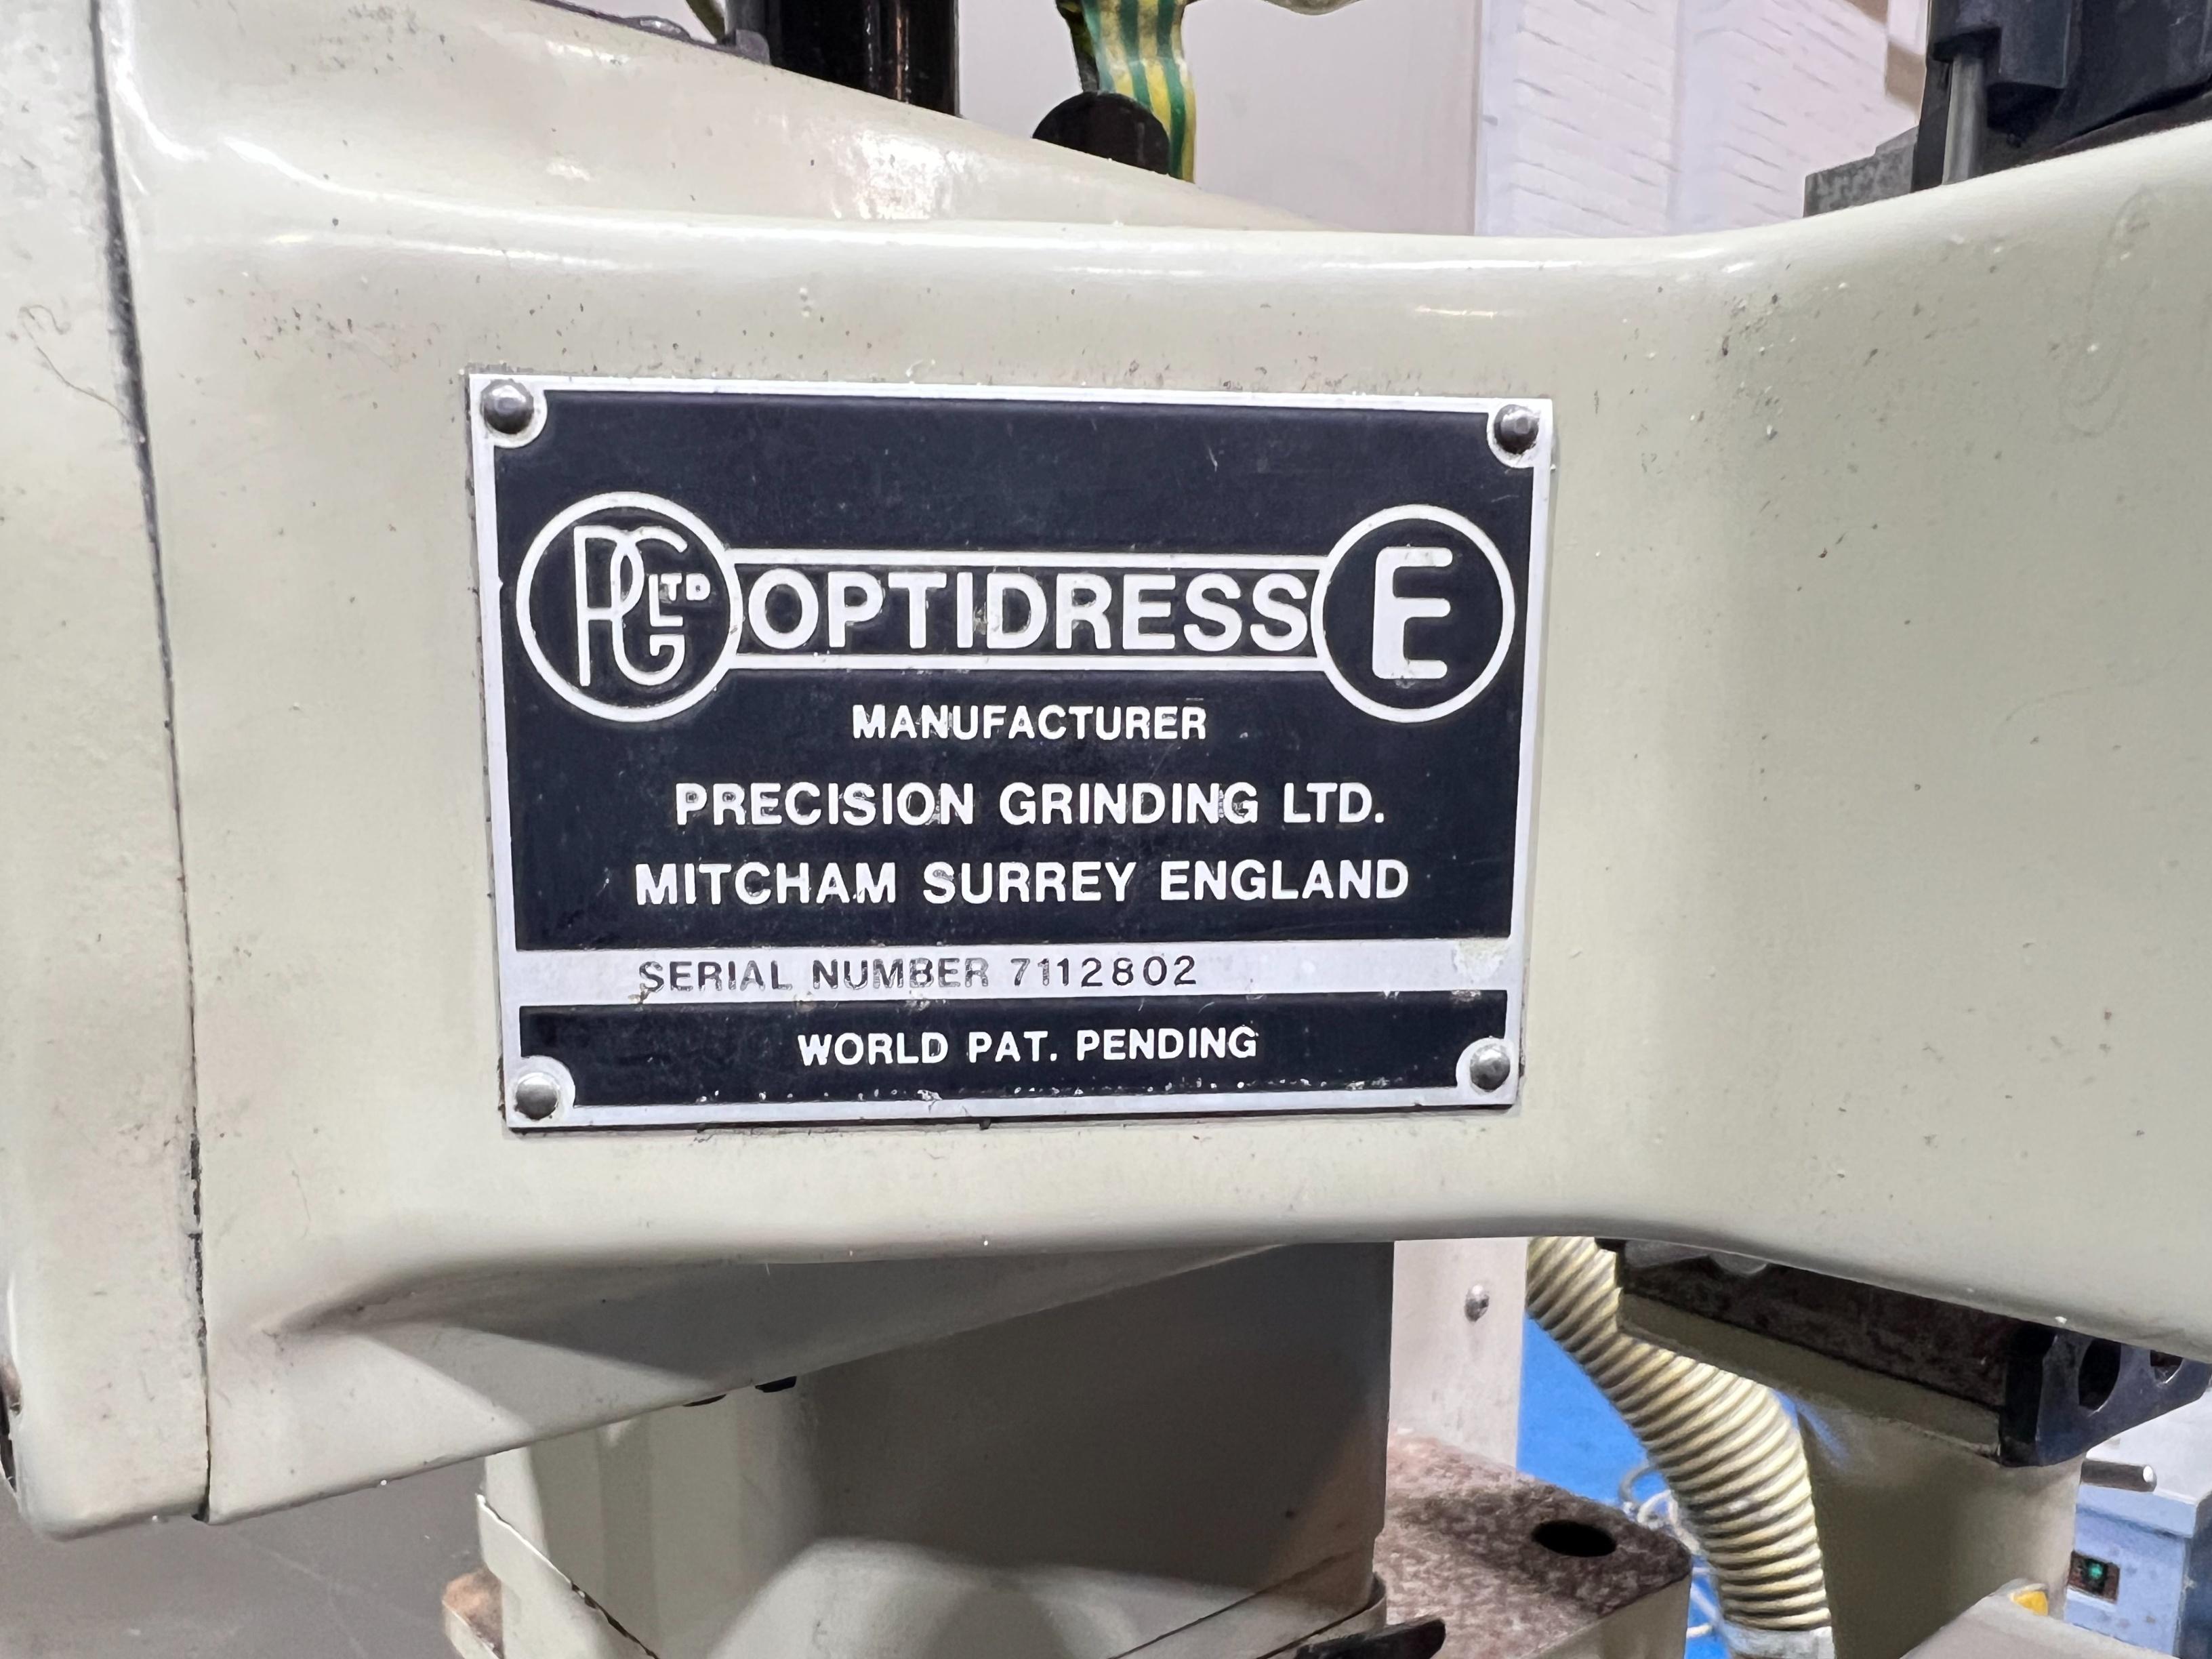 PG LTD OPTIDRESS E
MANUFACTURER
PRECISION GRINDING LTD.
MITCHAM SURREY ENGLAND
SERIAL NUMBER 7112802
WORLD PAT. PENDING